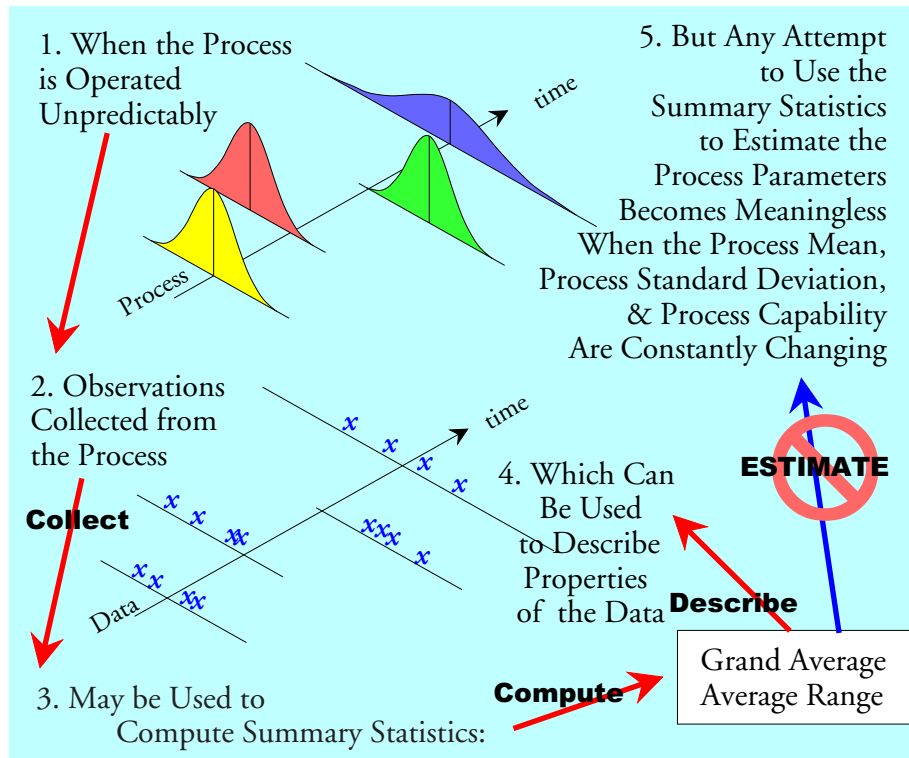 1. When the Process
is Operated
Unpredictably
time
Process
2. Observations
Collected from
the Process
Collect
time
x
x
x
x
x
x
xx
xxx
x
x
x
xx
Data
3. May be Used to
Compute Summary Statistics:
Compute
Grand Average
Average Range
Describe
4. Which Can
Be Used
to Describe
Properties
of the Data
ESTIMATE
5. But Any Attempt
to Use the
Summary Statistics
to Estimate the
Process Parameters
Becomes Meaningless
When the Process Mean,
Process Standard Deviation,
& Process Capability
Are Constantly Changing